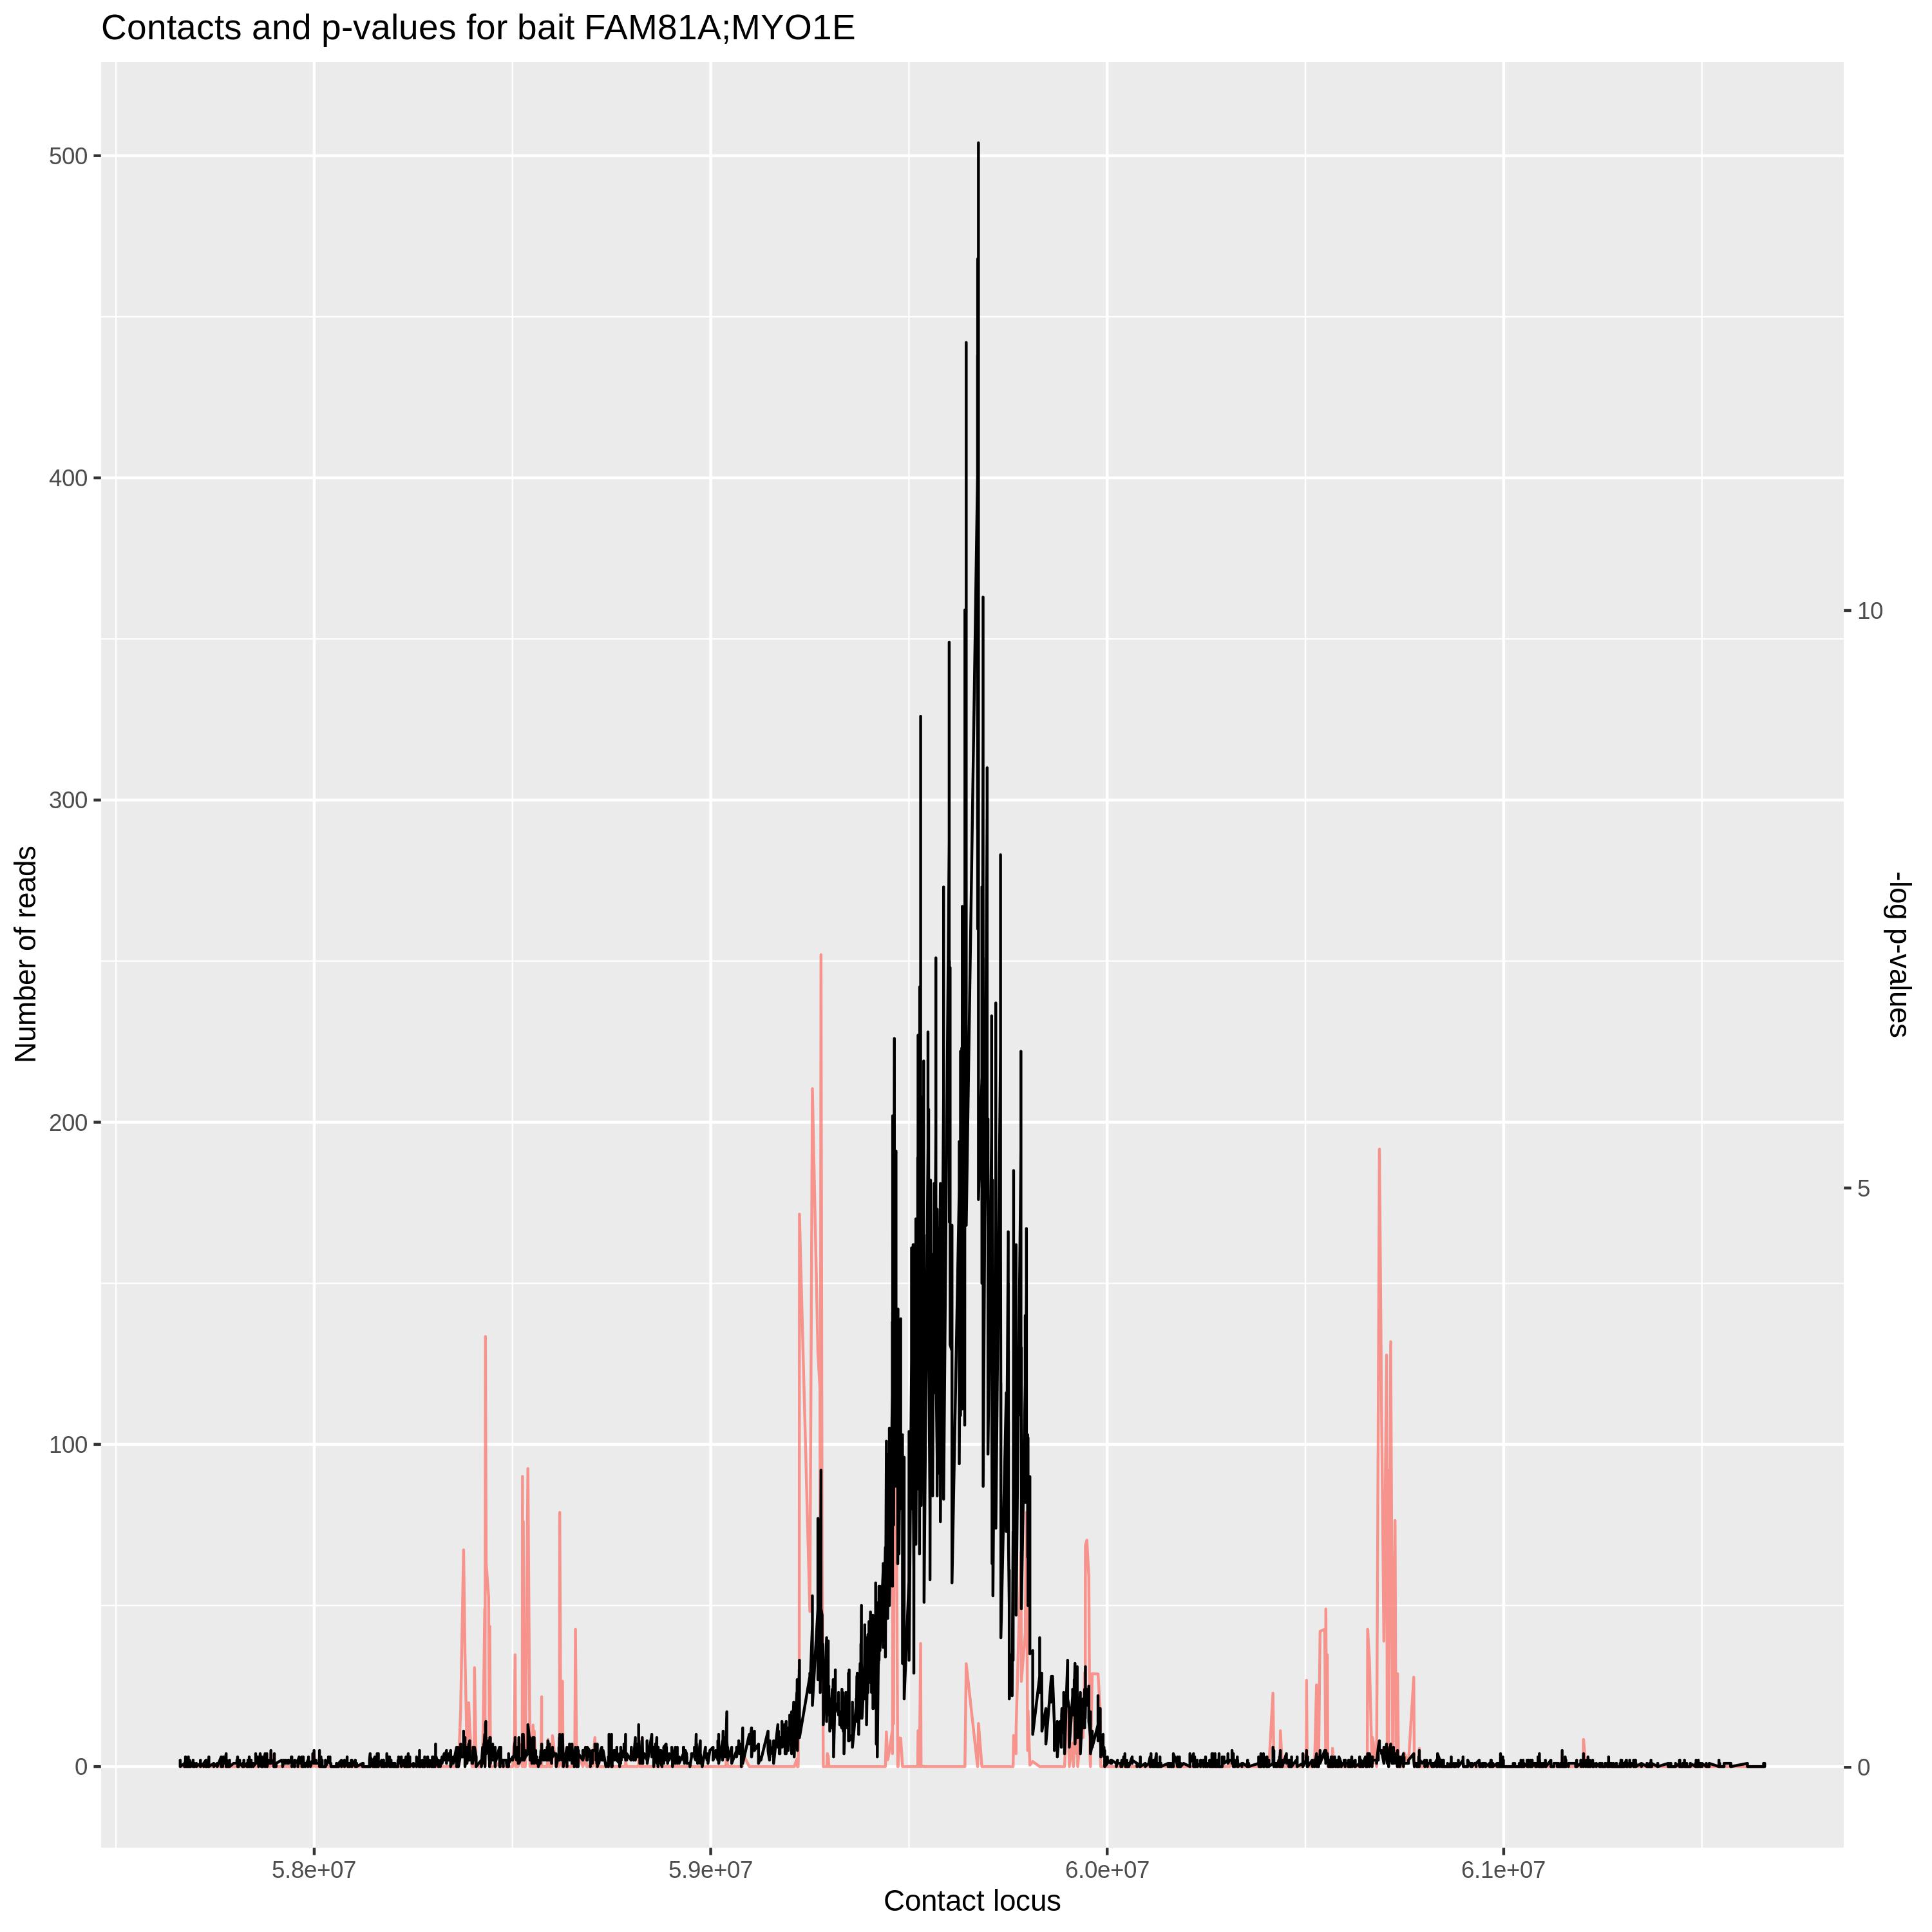 Contacts and p-values for bait FAM81A;MYO1E
500
400
300
200
100
0
Number of reads
10
5
0
-log p-values
5.8e+07
5.9e+07
6.0e+07
6.1e+07
Contact locus